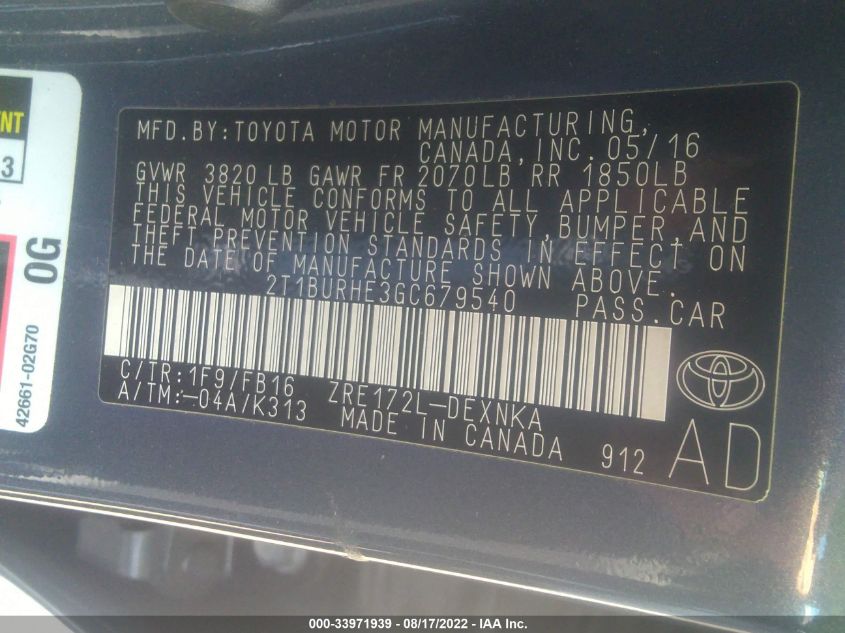 NT
3
0G
42661-02G70
MFD.BY:TOYOTA MOTOR MANUFACTURING,
CANADA,INC.05/16
GVWR 3820 LB GAWR FR 2070LB RR 1850LB
THIS VEHICLE CONFORMS TO ALL APPLICABLE
FEDERAL MOTOR VEHICLE SAFETY,BUMPER,AND
THEFT PREVENTION STANDARDS IN EFFECT ON
THE DATE OF MANUFACTURE SHOWN ABOVE.
2T1BURHE3GC679540 PASS.CAR
C/TR:1F9/FB16 ZRE172L-DEXNKA
A/TM:-04A/K313 MADE IN CANADA 912 AD
000-33971939 - 08/17/2022 - IAA Inc.